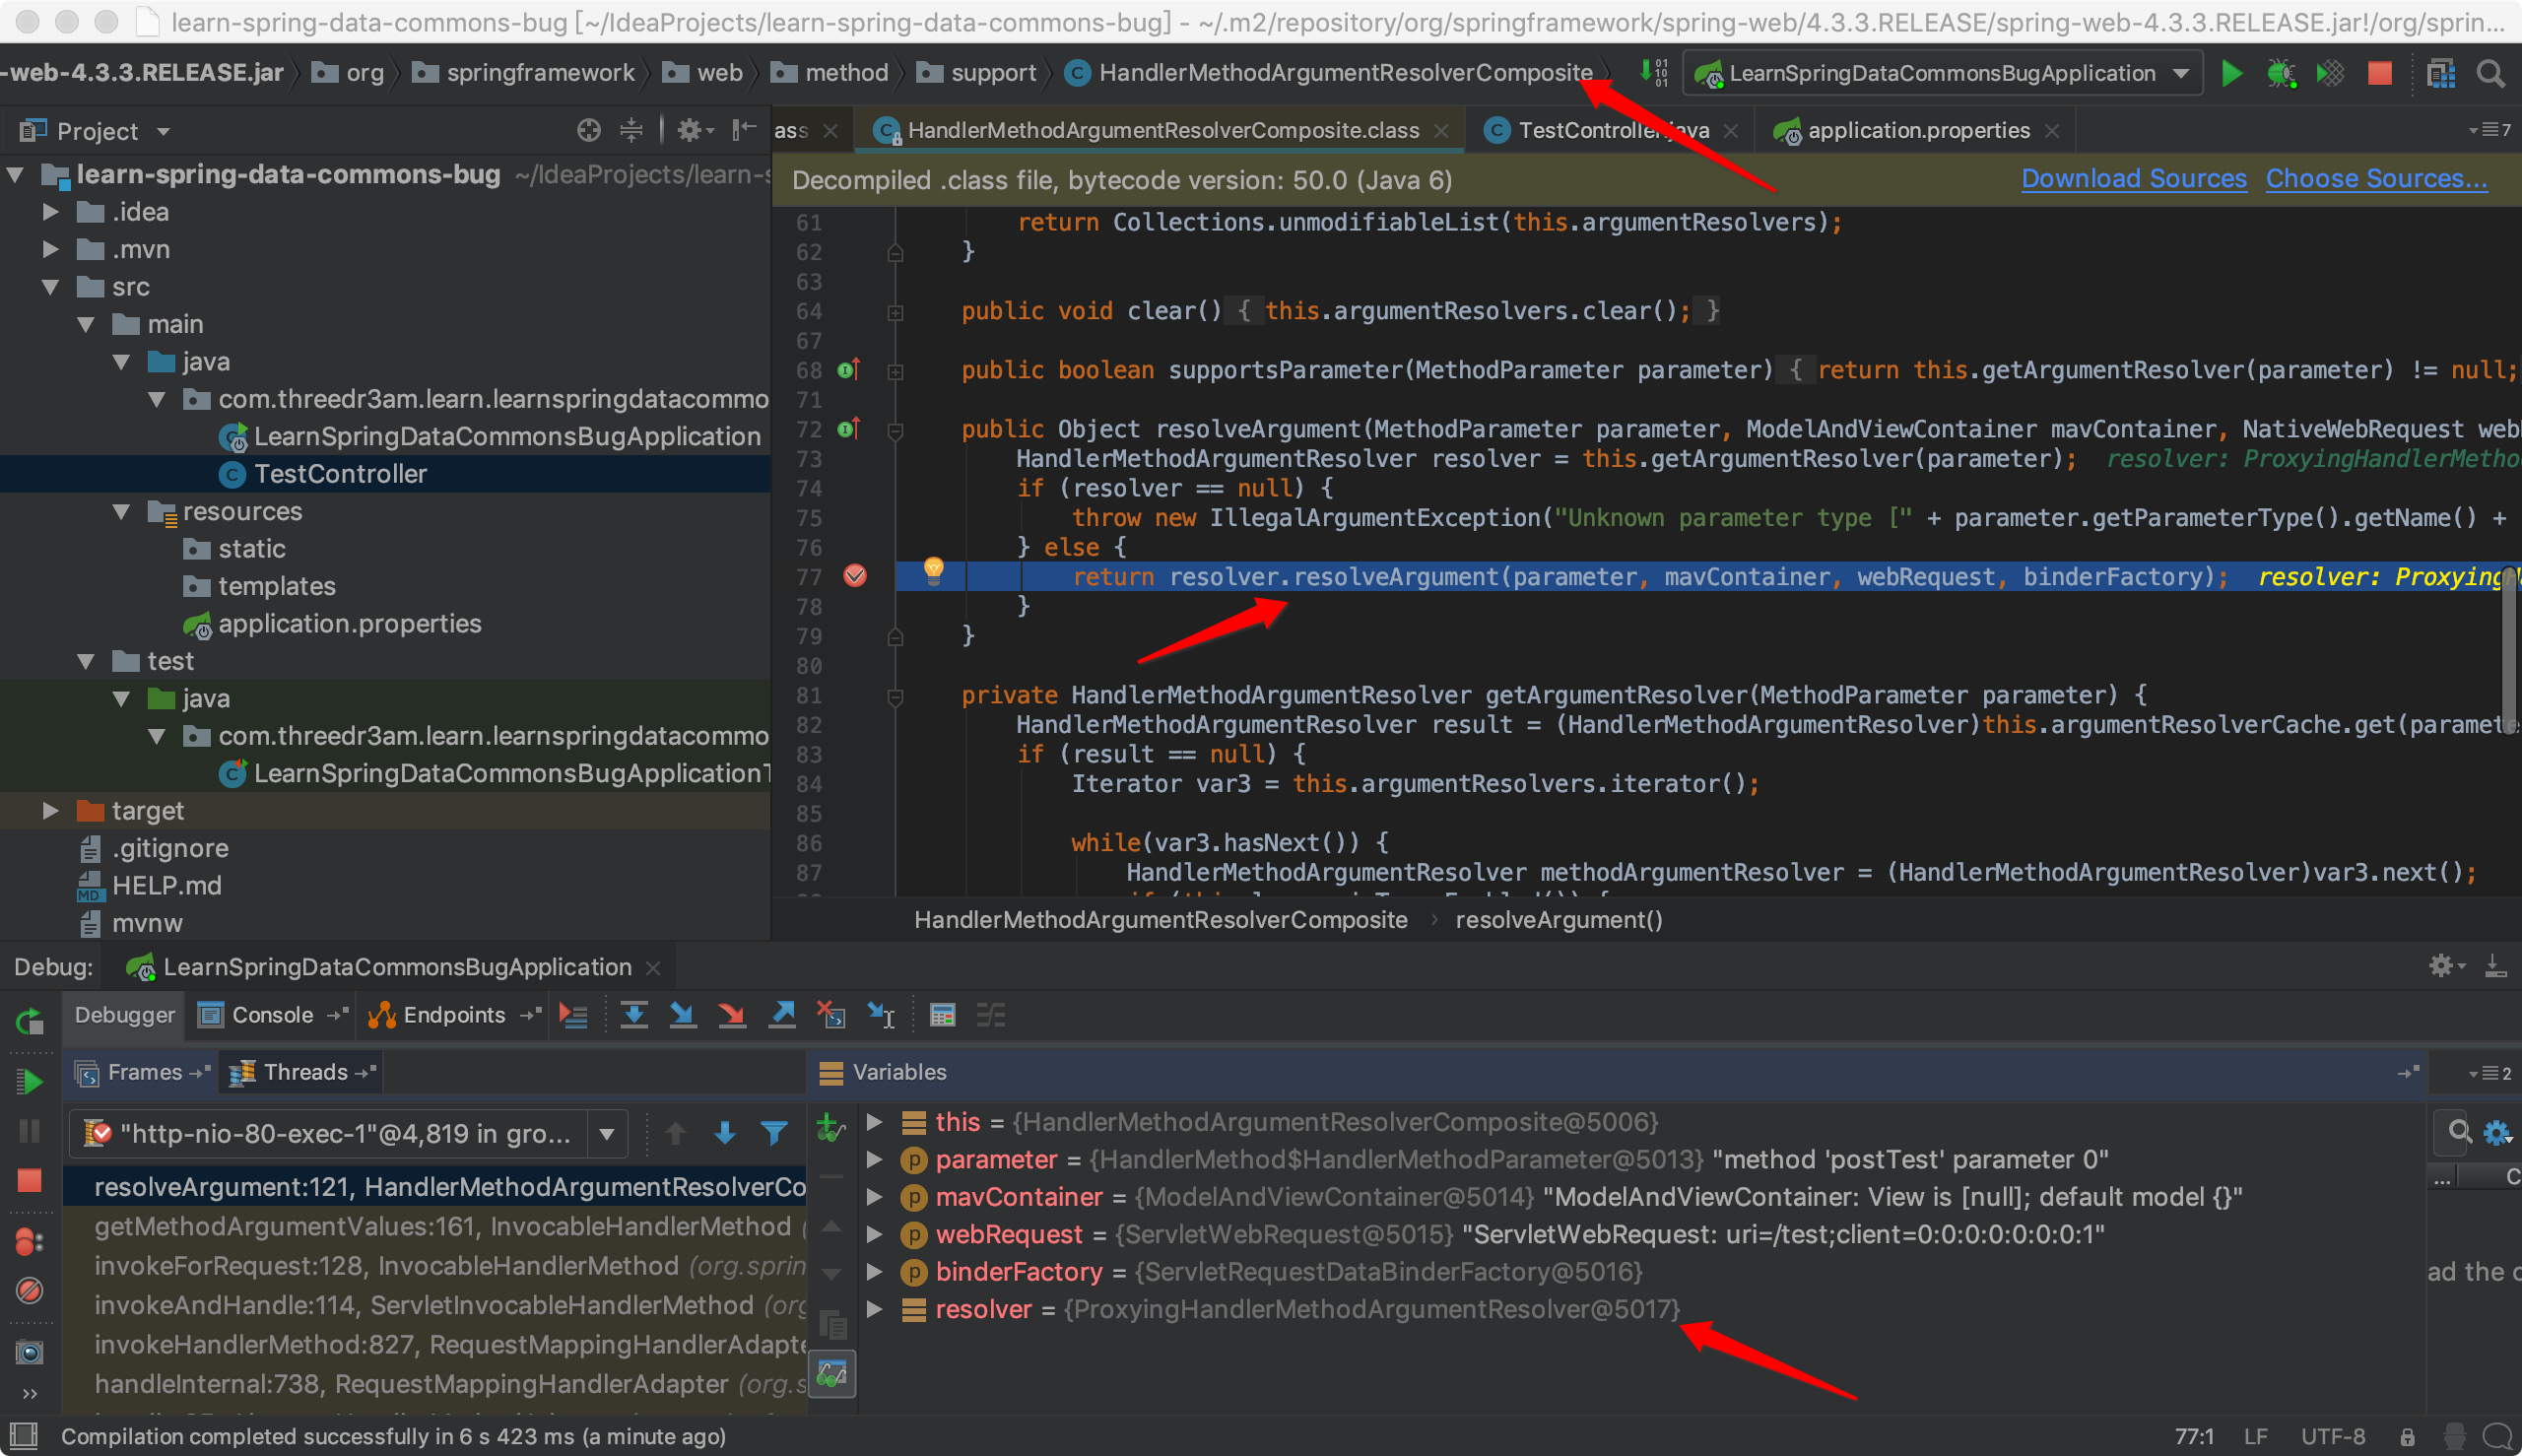 learn-spring-data-commons-bug [~/IdeaProjects/learn-spring-data-commons-bug] - ~/.m2/repository/org/springframework/spring-web/4.3.3.RELEASE/spring-web-4.3.3.RELEASE.jar!/org/sprin...
-web-4.3.3.RELEASE.jar org springframework web method support HandlerMethodArgumentResolverComposite LearnSpringDataCommonsBugApplication
Project
ass HandlerMethodArgumentResolverComposite.class TestController.java application.properties 7
Decompiled .class file, bytecode version: 50.0 (Java 6) Download Sources Choose Sources...
learn-spring-data-commons-bug ~/IdeaProjects/learn-s
.idea
.mvn
src
main
java
com.threedr3am.learn.learnspringdatacommo
LearnSpringDataCommonsBugApplication
TestController
resources
static
templates
application.properties
test
java
com.threedr3am.learn.learnspringdatacommo
LearnSpringDataCommonsBugApplicationT
target
.gitignore
HELP.md
mvnw
61 return Collections.unmodifiableList(this.argumentResolvers);
62 }
63
64 public void clear() { this.argumentResolvers.clear(); }
67
68 public boolean supportsParameter(MethodParameter parameter) { return this.getArgumentResolver(parameter) != null;
71
72 public Object resolveArgument(MethodParameter parameter, ModelAndViewContainer mavContainer, NativeWebRequest web
73 HandlerMethodArgumentResolver resolver = this.getArgumentResolver(parameter); resolver: ProxyingHandlerMetho
74 if (resolver == null) {
75 throw new IllegalArgumentException("Unknown parameter type [" + parameter.getParameterType().getName() +
76 } else {
77 return resolver.resolveArgument(parameter, mavContainer, webRequest, binderFactory); resolver: Proxying
78 }
79 }
80
81 private HandlerMethodArgumentResolver getArgumentResolver(MethodParameter parameter) {
82 HandlerMethodArgumentResolver result = (HandlerMethodArgumentResolver)this.argumentResolverCache.get(paramete
83 if (result == null) {
84 Iterator var3 = this.argumentResolvers.iterator();
85
86 while(var3.hasNext()) {
87 HandlerMethodArgumentResolver methodArgumentResolver = (HandlerMethodArgumentResolver)var3.next();
HandlerMethodArgumentResolverComposite › resolveArgument()
Debug: LearnSpringDataCommonsBugApplication
Debugger Console Endpoints
Frames Threads
"http-nio-80-exec-1"@4,819 in gro...
resolveArgument:121, HandlerMethodArgumentResolverCo
getMethodArgumentValues:161, InvocableHandlerMethod (
invokeForRequest:128, InvocableHandlerMethod (org.sprin
invokeAndHandle:114, ServletInvocableHandlerMethod (org
invokeHandlerMethod:827, RequestMappingHandlerAdapte
handleInternal:738, RequestMappingHandlerAdapter (org.s
Variables 2
this = {HandlerMethodArgumentResolverComposite@5006}
parameter = {HandlerMethod$HandlerMethodParameter@5013} "method 'postTest' parameter 0"
mavContainer = {ModelAndViewContainer@5014} "ModelAndViewContainer: View is [null]; default model {}"
webRequest = {ServletWebRequest@5015} "ServletWebRequest: uri=/test;client=0:0:0:0:0:0:0:1"
binderFactory = {ServletRequestDataBinderFactory@5016}
resolver = {ProxyingHandlerMethodArgumentResolver@5017}
... C
ad the c
Compilation completed successfully in 6 s 423 ms (a minute ago) 77:1 LF UTF-8